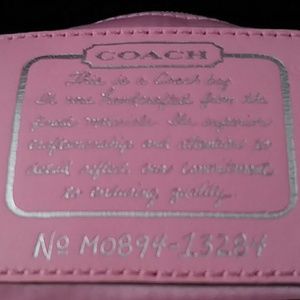 COACH
This is a Coach bag.
It was handcrafted from the
finest materials. The superior
craftsmanship and attention to
detail reflect our commitment
to enduring quality.
No M0894-13284